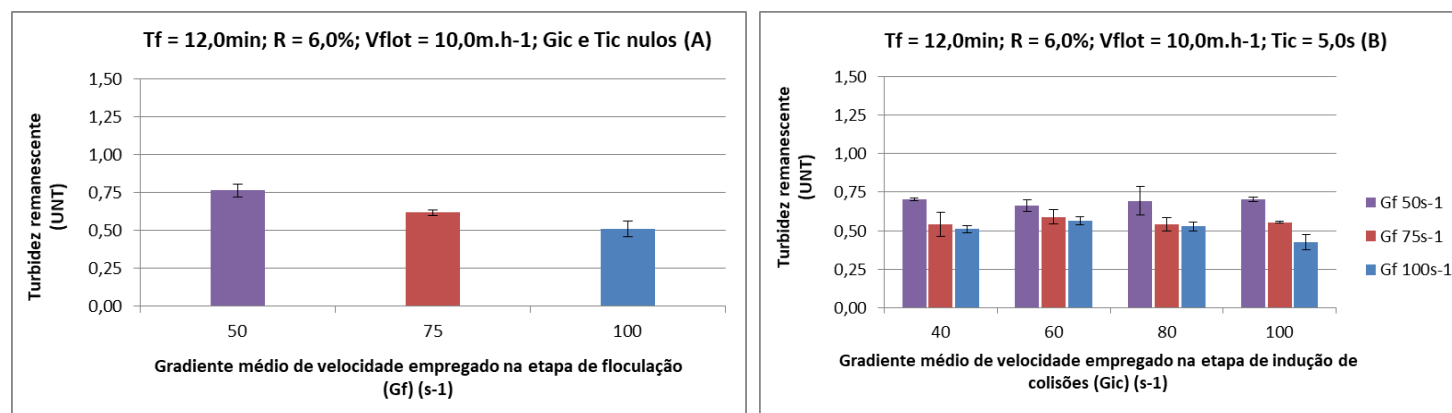 Tf = 12,0min; R = 6,0%; Vflot = 10,0m.h-1; Gic e Tic nulos (A)
Turbidez remanescente
(UNT)
1,50
1,25
1,00
0,75
0,50
0,25
0,00
50
75
100
Gradiente médio de velocidade empregado na etapa de floculação
(Gf) (s-1)
Tf = 12,0min; R = 6,0%; Vflot = 10,0m.h-1; Tic = 5,0s (B)
Turbidez remanescente
(UNT)
1,50
1,25
1,00
0,75
0,50
0,25
0,00
40
60
80
100
Gradiente médio de velocidade empregado na etapa de indução de
colisões (Gic) (s-1)
Gf 50s-1
Gf 75s-1
Gf 100s-1